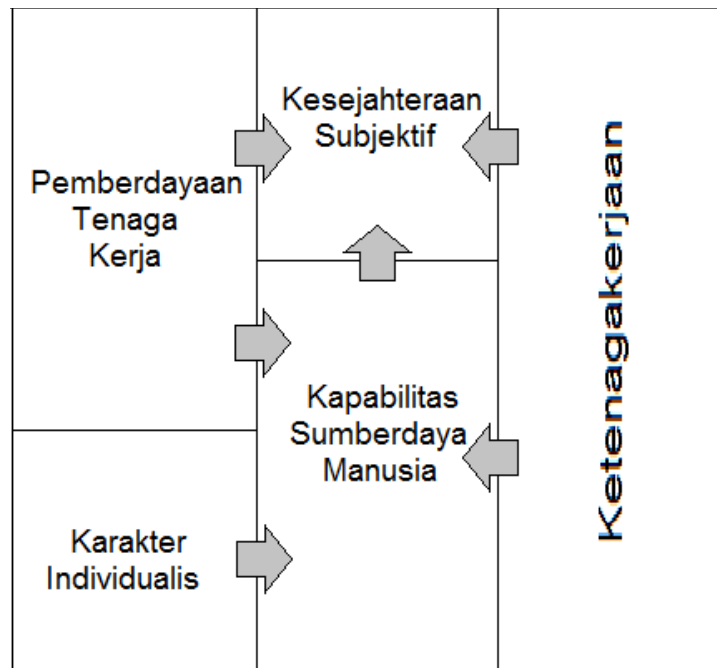 Kesejahteraan
Subjektif
Pemberdayaan
Tenaga
Kerja
Kapabilitas
Sumberdaya
Manusia
Karakter
Individualis
Ketenagakerjaan